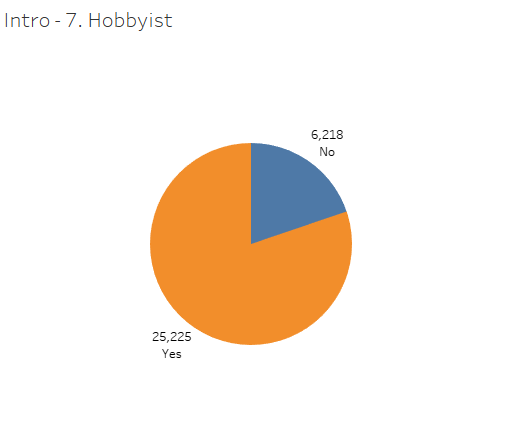 Intro - 7. Hobbyist
6,218
No
25,225
Yes